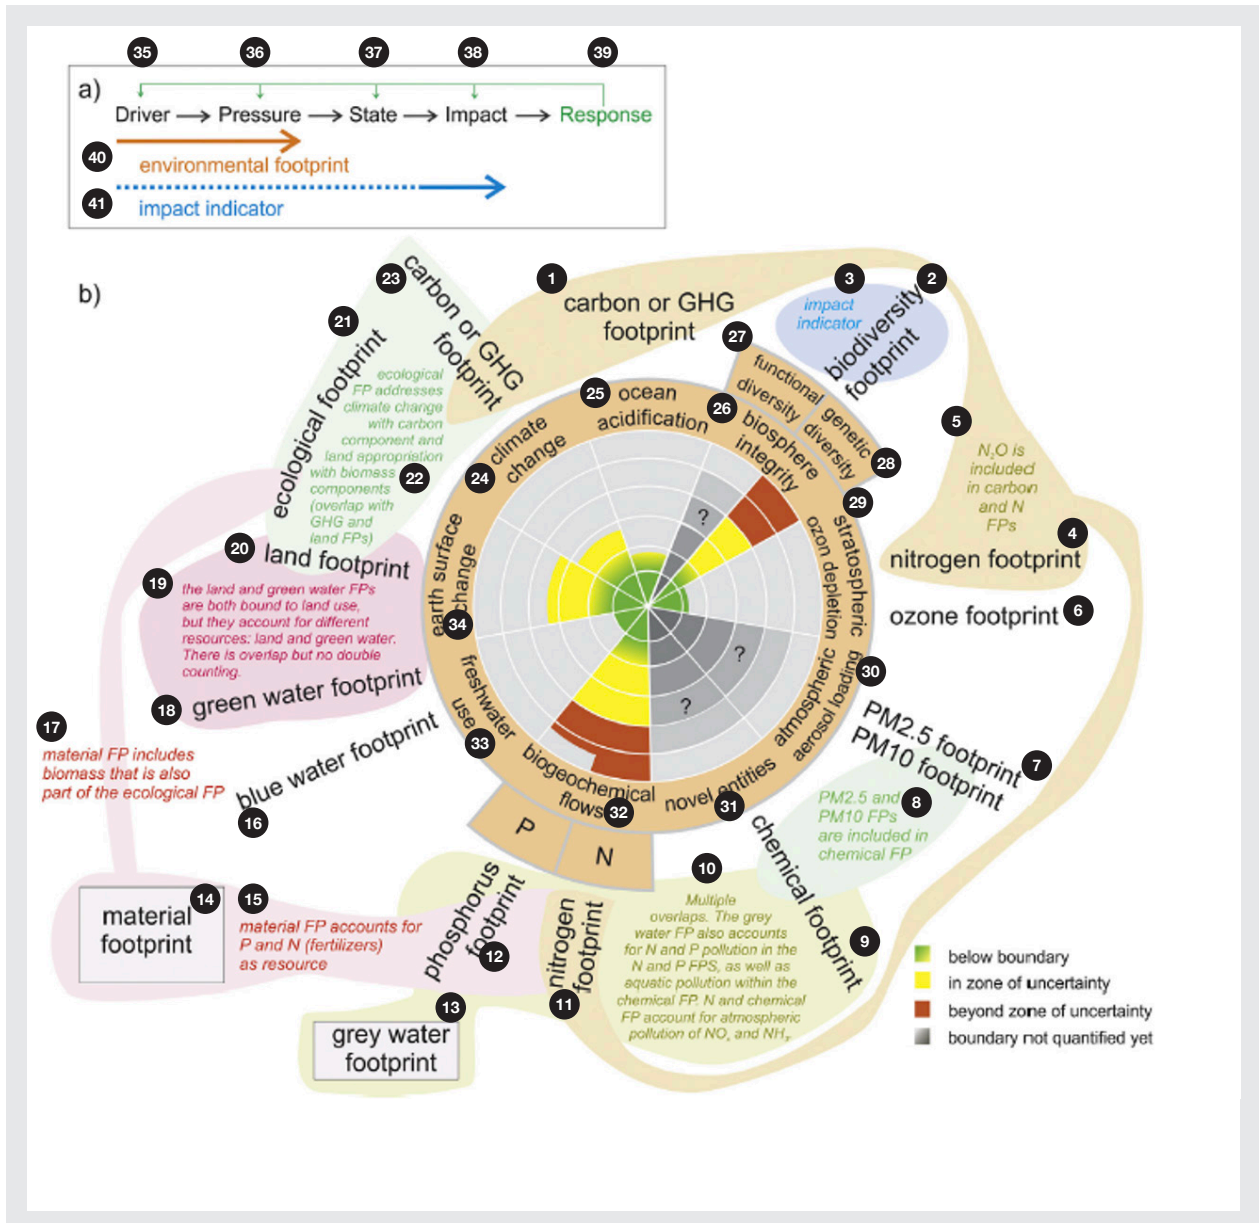 35
36
37
38
39
a)
Driver → Pressure → State → Impact → Response
40
environmental footprint
41
impact indicator
b)
23
carbon or GHG
footprint
1
carbon or GHG
footprint
3
impact
indicator
2
biodiversity
footprint
21
ecological footprint
ecological
FP addresses
climate change
with carbon
component and
land appropriation
with biomass
components
(overlap with
GHG and
land FPs)
22
27
functional
diversity
genetic
diversity
28
25
ocean
acidification
26
biosphere
integrity
24
climate
change
29
stratospheric
ozon depletion
5
N₂O is
included
in carbon
and N
FPs
4
nitrogen footprint
ozone footprint
6
20
land footprint
19
the land and green water FPs
are both bound to land use,
but they account for different
resources: land and green water.
There is overlap but no double
counting.
18
green water footprint
earth surface
change
34
?
?
?
30
atmospheric
aerosol loading
17
material FP includes
biomass that is also
part of the ecological FP
16
blue water footprint
33
freshwater
use
32
biogeochemical
flows
P
N
31
novel entities
PM2.5 footprint
PM10 footprint
7
8
PM2.5 and
PM10 FPs
are included in
chemical FP
9
chemical footprint
10
Multiple
overlaps. The grey
water FP also accounts
for N and P pollution in the
N and P FPS, as well as
aquatic pollution within the
chemical FP. N and chemical
FP account for atmospheric
pollution of NOₓ and NH₃.
14
material
footprint
15
material FP accounts for
P and N (fertilizers)
as resource
12
phosphorus
footprint
11
nitrogen
footprint
13
grey water
footprint
below boundary
in zone of uncertainty
beyond zone of uncertainty
boundary not quantified yet